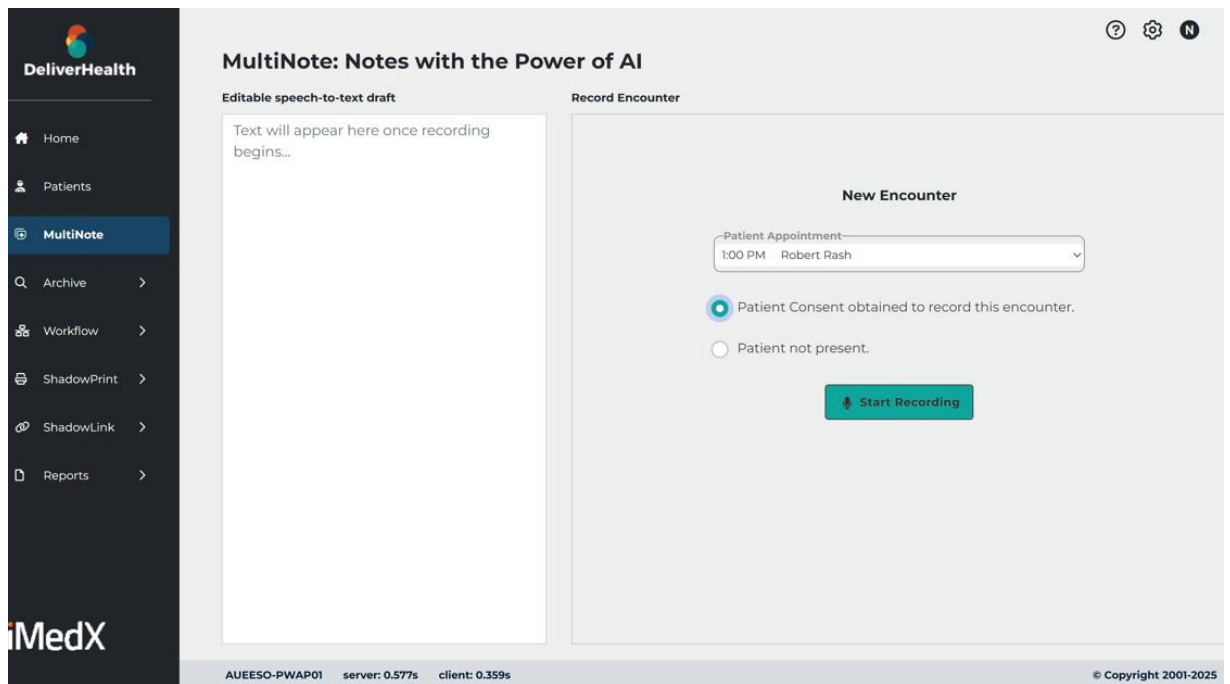 DeliverHealth
Home
Patients
MultiNote
Archive
Workflow
ShadowPrint
ShadowLink
Reports
iMedX
N
MultiNote: Notes with the Power of AI
Editable speech-to-text draft
Text will appear here once recording
begins...
Record Encounter
New Encounter
Patient Appointment
1:00 PM Robert Rash
Patient Consent obtained to record this encounter.
Patient not present.
Start Recording
AUEESO-PWAP01 server: 0.577s client: 0.359s
© Copyright 2001-2025